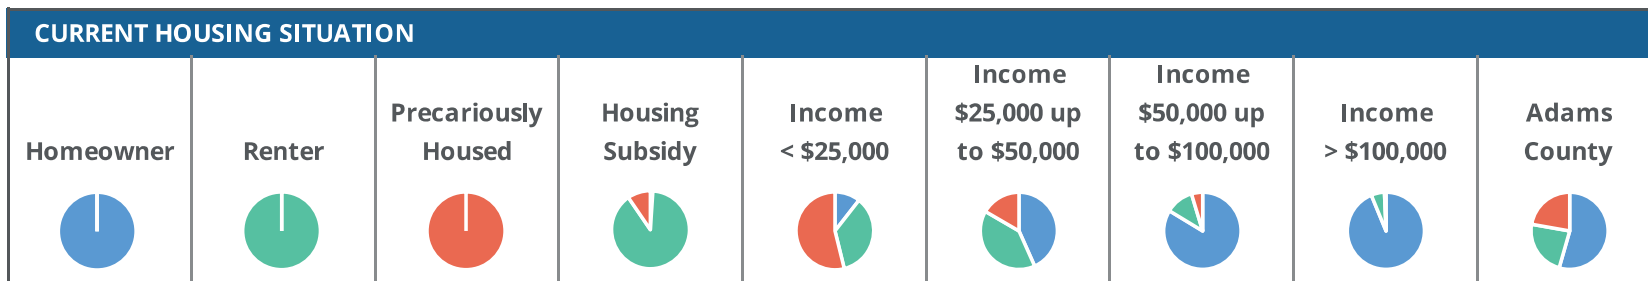 CURRENT HOUSING SITUATION
Homeowner
Renter
Precariously
Housed
Housing
Subsidy
Income
< $25,000
Income
$25,000 up
to $50,000
Income
$50,000 up
to $100,000
Income
> $100,000
Adams
County